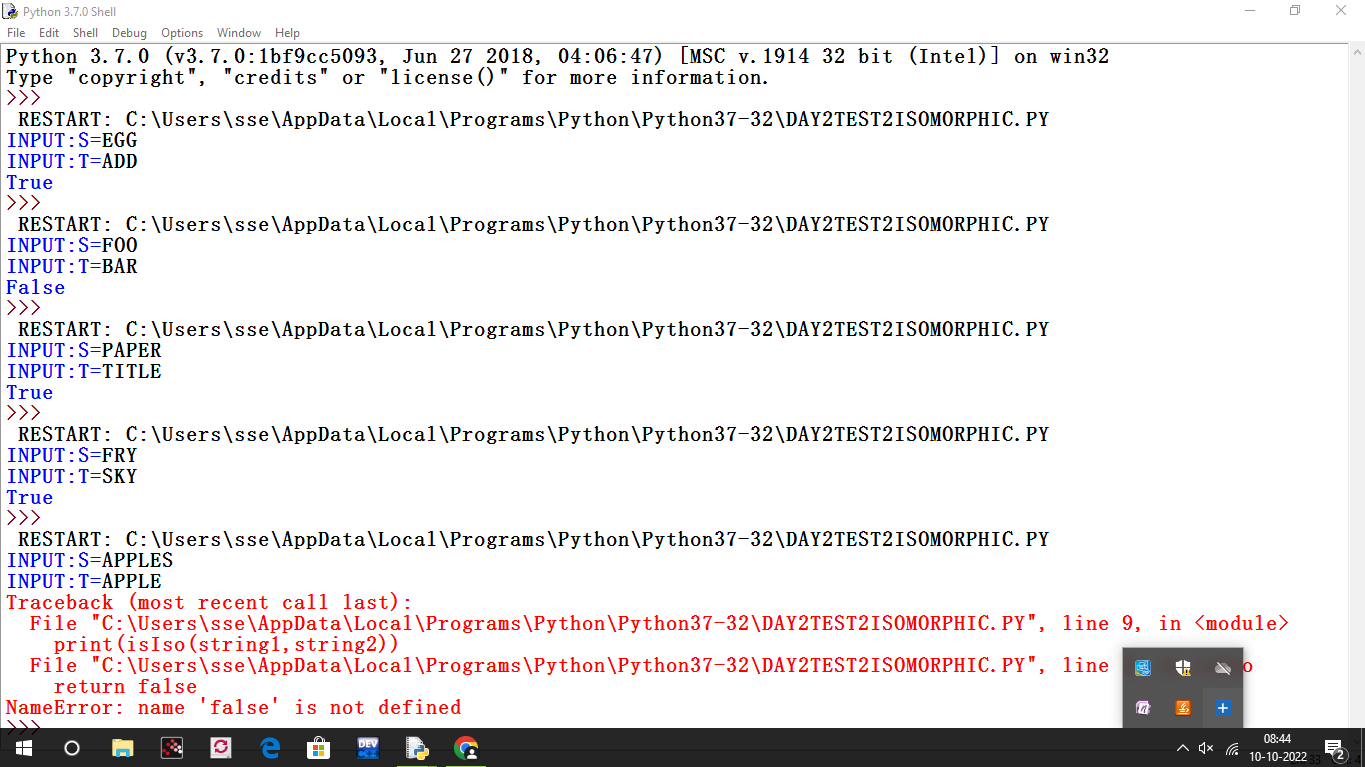 Python 3.7.0 Shell
File Edit Shell Debug Options Window Help
Python 3.7.0 (v3.7.0:1bf9cc5093, Jun 27 2018, 04:06:47) [MSC v.1914 32 bit (Intel)] on win32
Type "copyright", "credits" or "license()" for more information.
>>>
RESTART: C:\Users\sse\AppData\Local\Programs\Python\Python37-32\DAY2TEST2ISOMORPHIC.PY
INPUT:S=EGG
INPUT:T=ADD
True
>>>
RESTART: C:\Users\sse\AppData\Local\Programs\Python\Python37-32\DAY2TEST2ISOMORPHIC.PY
INPUT:S=FOO
INPUT:T=BAR
False
>>>
RESTART: C:\Users\sse\AppData\Local\Programs\Python\Python37-32\DAY2TEST2ISOMORPHIC.PY
INPUT:S=PAPER
INPUT:T=TITLE
True
>>>
RESTART: C:\Users\sse\AppData\Local\Programs\Python\Python37-32\DAY2TEST2ISOMORPHIC.PY
INPUT:S=FRY
INPUT:T=SKY
True
>>>
RESTART: C:\Users\sse\AppData\Local\Programs\Python\Python37-32\DAY2TEST2ISOMORPHIC.PY
INPUT:S=APPLES
INPUT:T=APPLE
Traceback (most recent call last):
File "C:\Users\sse\AppData\Local\Programs\Python\Python37-32\DAY2TEST2ISOMORPHIC.PY", line 9, in <module>
print(isIso(string1,string2))
File "C:\Users\sse\AppData\Local\Programs\Python\Python37-32\DAY2TEST2ISOMORPHIC.PY", line o
return false
NameError: name 'false' is not defined
>>>
DEV
08:44
10-10-2022
2